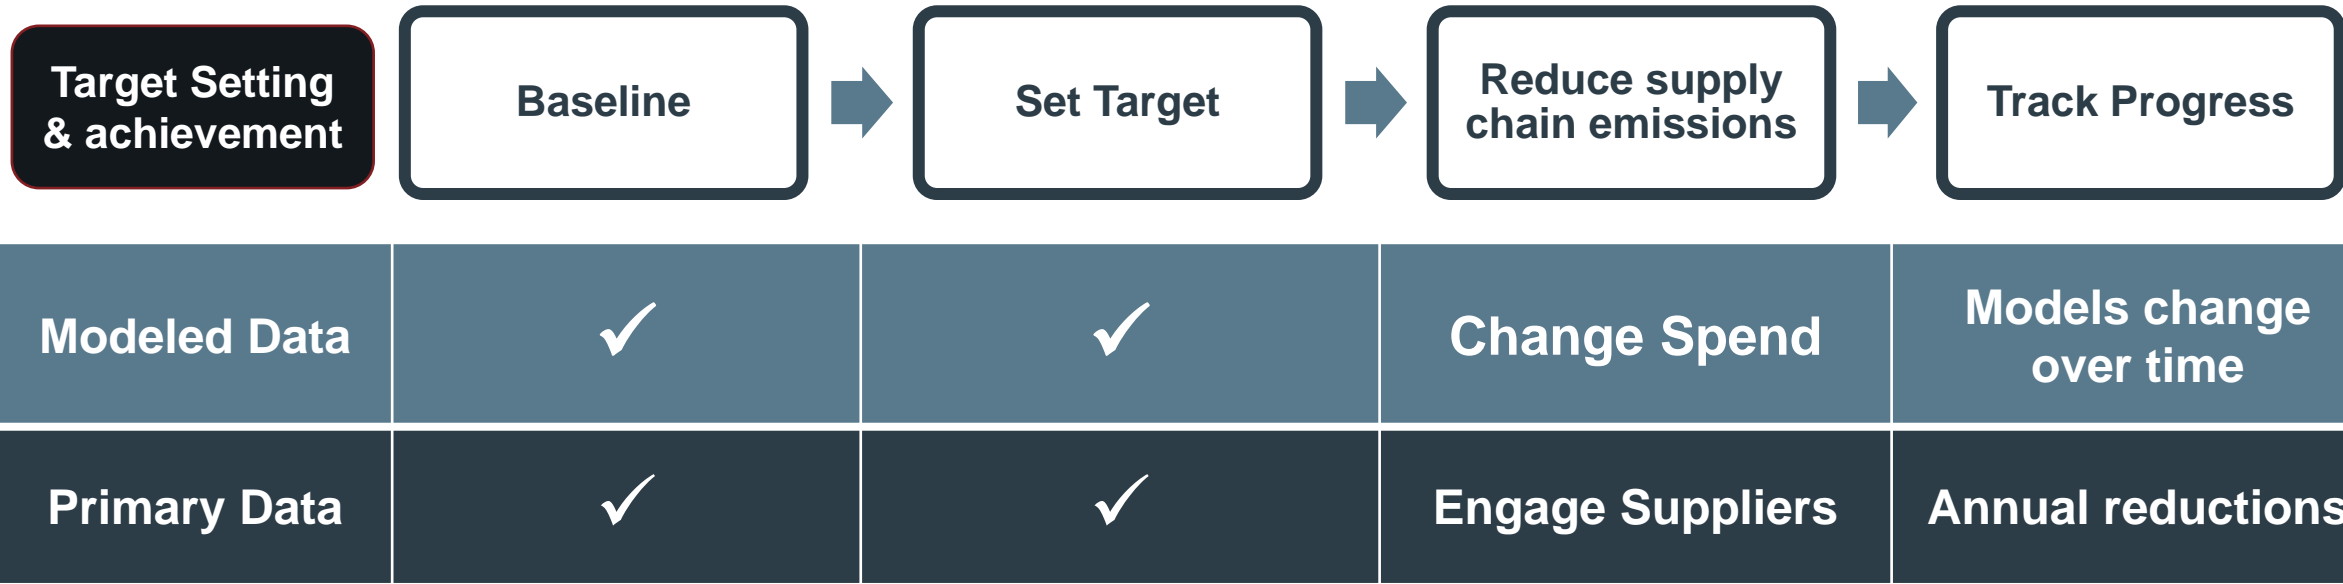 Target Setting
& achievement
Baseline
Set Target
Reduce supply
chain emissions
Track Progress
Modeled Data
✓
✓
Change Spend
Models change
over time
Primary Data
✓
✓
Engage Suppliers
Annual reductions